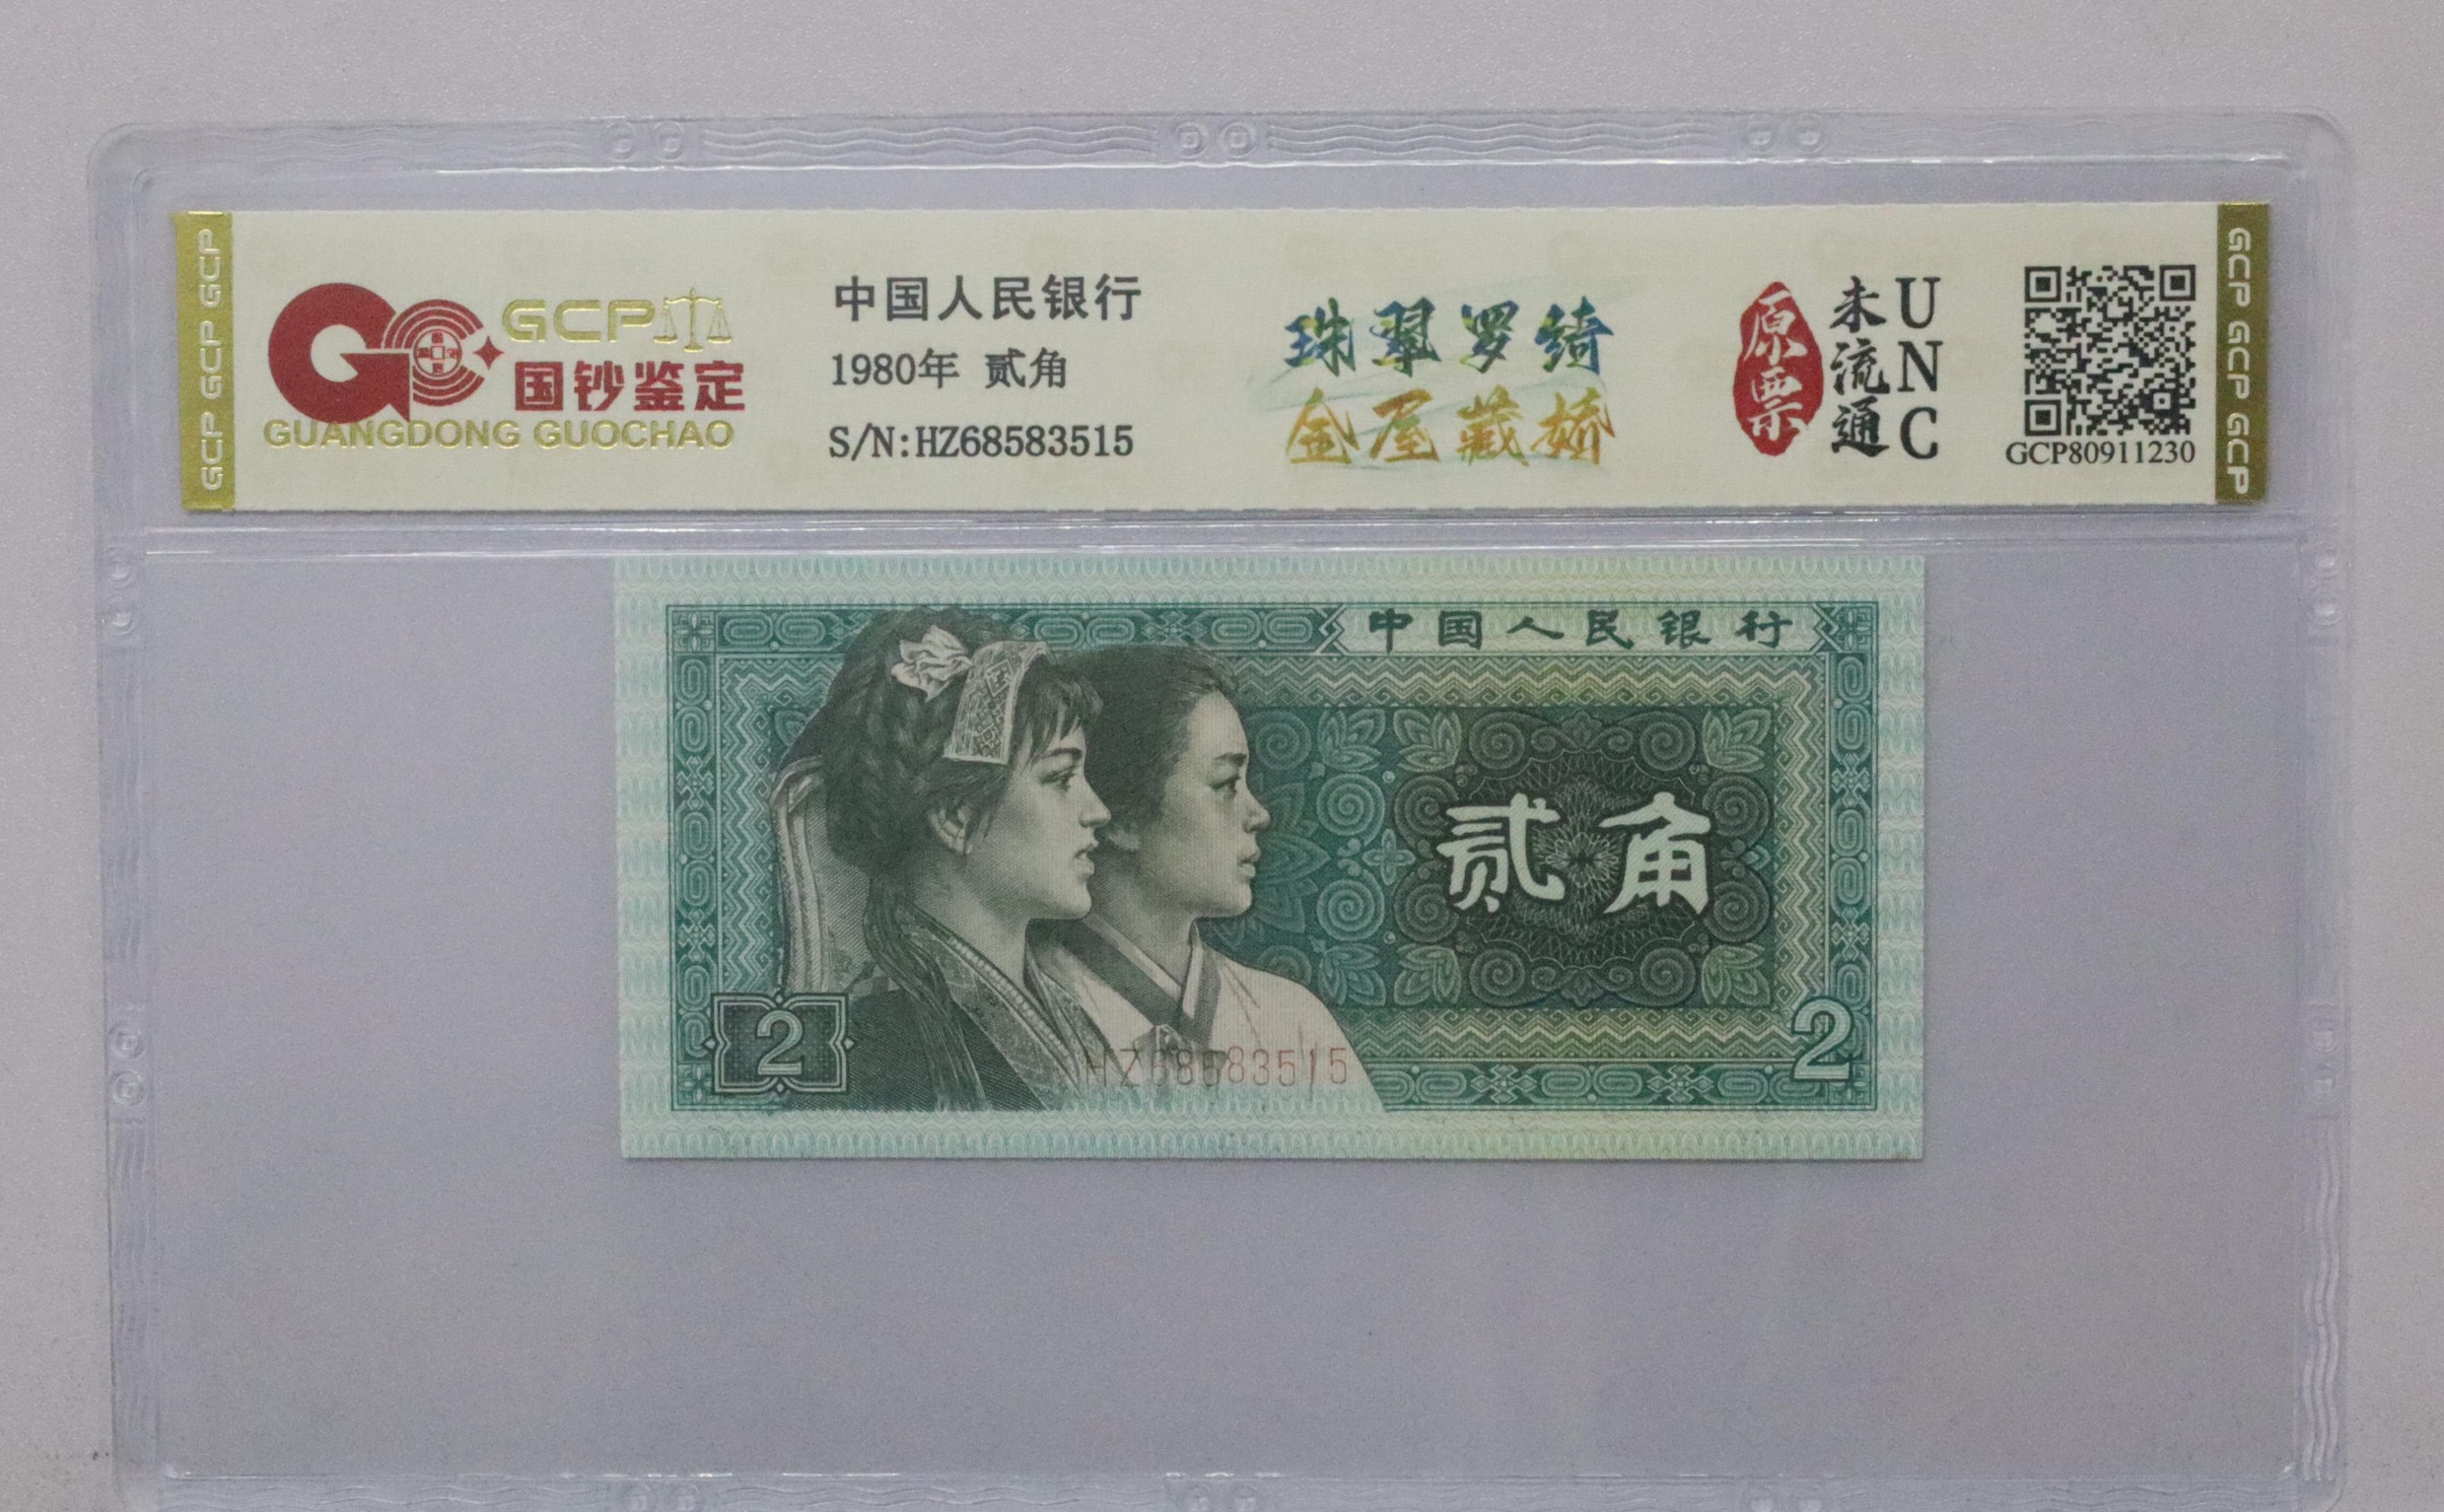 GCP GCP GCP
GCP
国钞鉴定
GUANGDONG GUOCHAO
中国人民银行
1980年 贰角
S/N:HZ68583515
珠翠罗绮
金屋藏娇
原票
未流通
UNC
GCP80911230
GCP GCP GCP
中国人民银行
贰角
2
HZ68583515
2